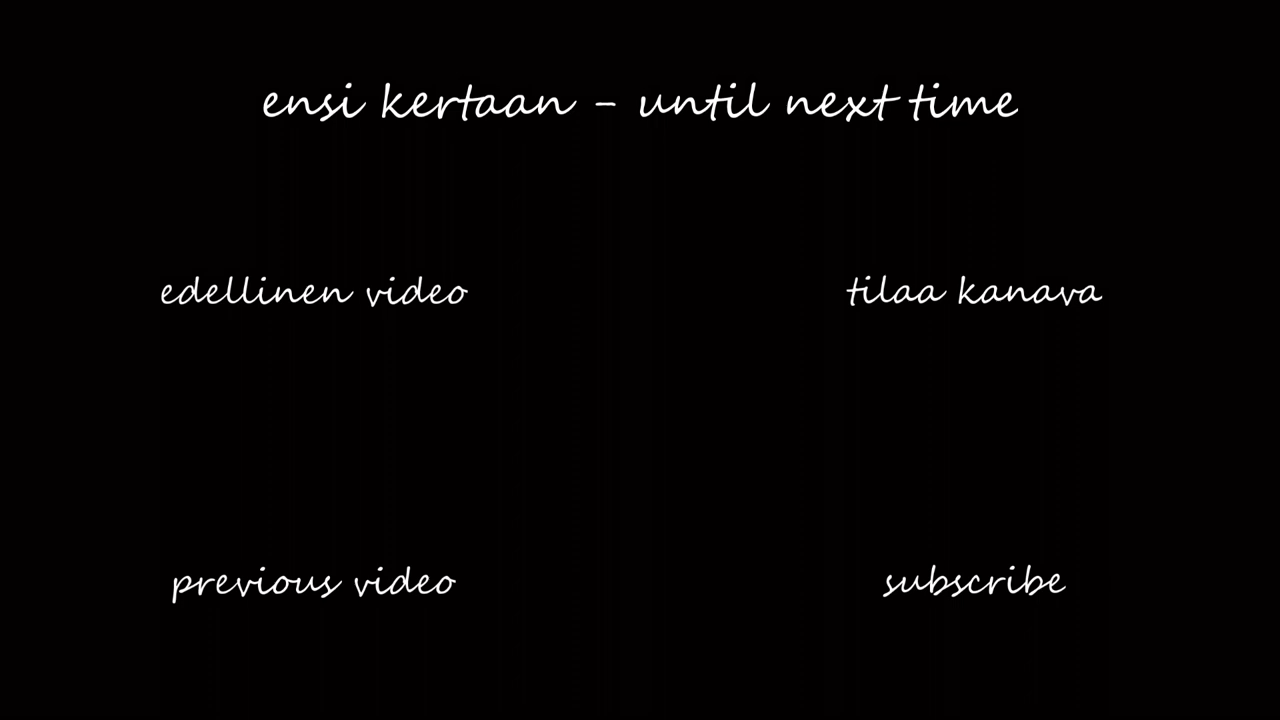 ensi kertaan - until next time
edellinen video
tilaa kanava
previous video
subscribe